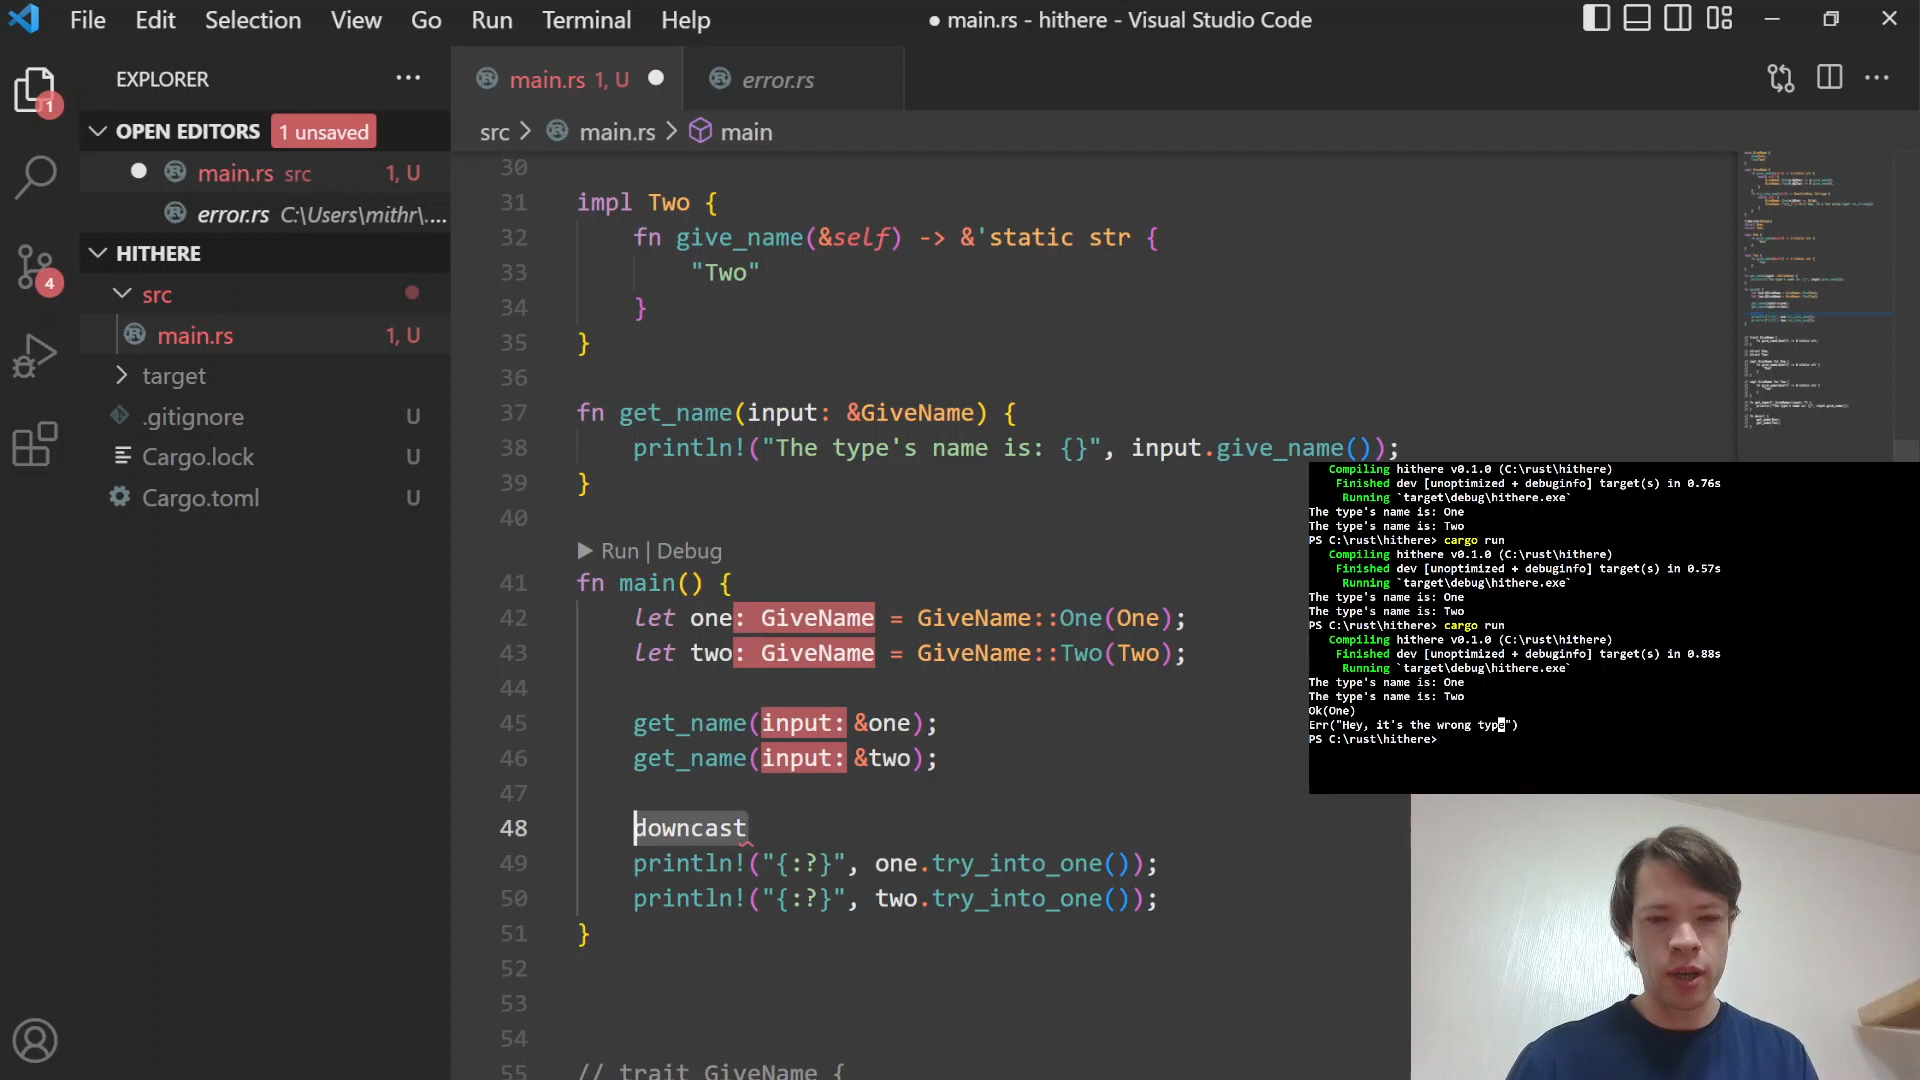 File Edit Selection View Go Run Terminal Help
● main.rs - hithere - Visual Studio Code
EXPLORER
OPEN EDITORS 1 unsaved
main.rs src 1, U
error.rs C:\Users\mithr\....
HITHERE
src
main.rs 1, U
target
.gitignore U
Cargo.lock U
Cargo.toml U
1
4
main.rs 1, U
error.rs
src > main.rs > main
30
31 impl Two {
32 fn give_name(&self) -> &'static str {
33 "Two"
34 }
35 }
36
37 fn get_name(input: &GiveName) {
38 println!("The type's name is: {}", input.give_name());
39 }
40
Run | Debug
41 fn main() {
42 let one: GiveName = GiveName::One(One);
43 let two: GiveName = GiveName::Two(Two);
44
45 get_name(input: &one);
46 get_name(input: &two);
47
48 downcast
49 println!("{:?}", one.try_into_one());
50 println!("{:?}", two.try_into_one());
51 }
52
53
54
55 // trait GiveName {
Compiling hithere v0.1.0 (C:\rust\hithere)
Finished dev [unoptimized + debuginfo] target(s) in 0.76s
Running `target\debug\hithere.exe`
The type's name is: One
The type's name is: Two
PS C:\rust\hithere> cargo run
Compiling hithere v0.1.0 (C:\rust\hithere)
Finished dev [unoptimized + debuginfo] target(s) in 0.57s
Running `target\debug\hithere.exe`
The type's name is: One
The type's name is: Two
PS C:\rust\hithere> cargo run
Compiling hithere v0.1.0 (C:\rust\hithere)
Finished dev [unoptimized + debuginfo] target(s) in 0.88s
Running `target\debug\hithere.exe`
The type's name is: One
The type's name is: Two
Ok(One)
Err("Hey, it's the wrong type")
PS C:\rust\hithere>